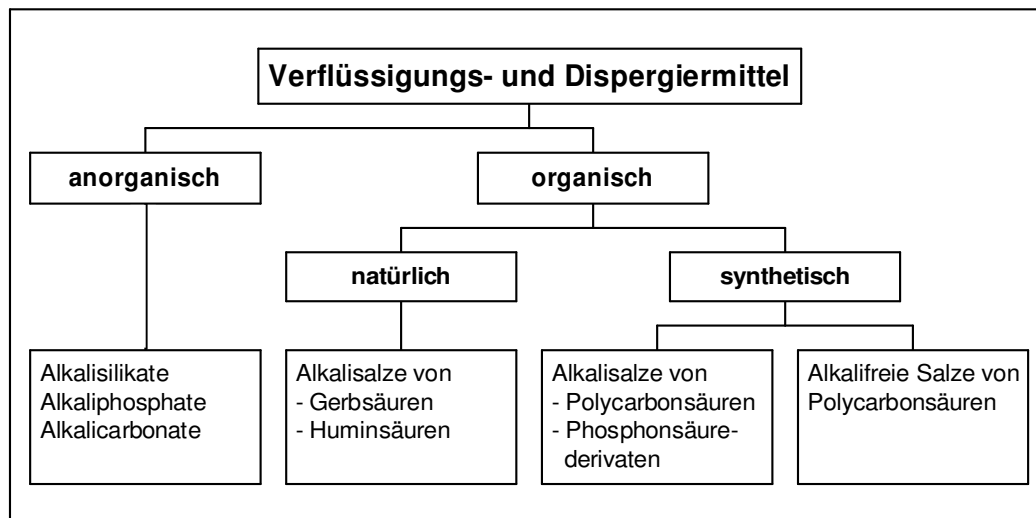 Verflüssigungs- und Dispergiermittel
anorganisch
organisch
natürlich
synthetisch
Alkalisilikate
Alkaliphosphate
Alkalicarbonate
Alkalisalze von
- Gerbsäuren
- Huminsäuren
Alkalisalze von
- Polycarbonsäuren
- Phosphonsäure-
derivaten
Alkalifreie Salze von
Polycarbonsäuren